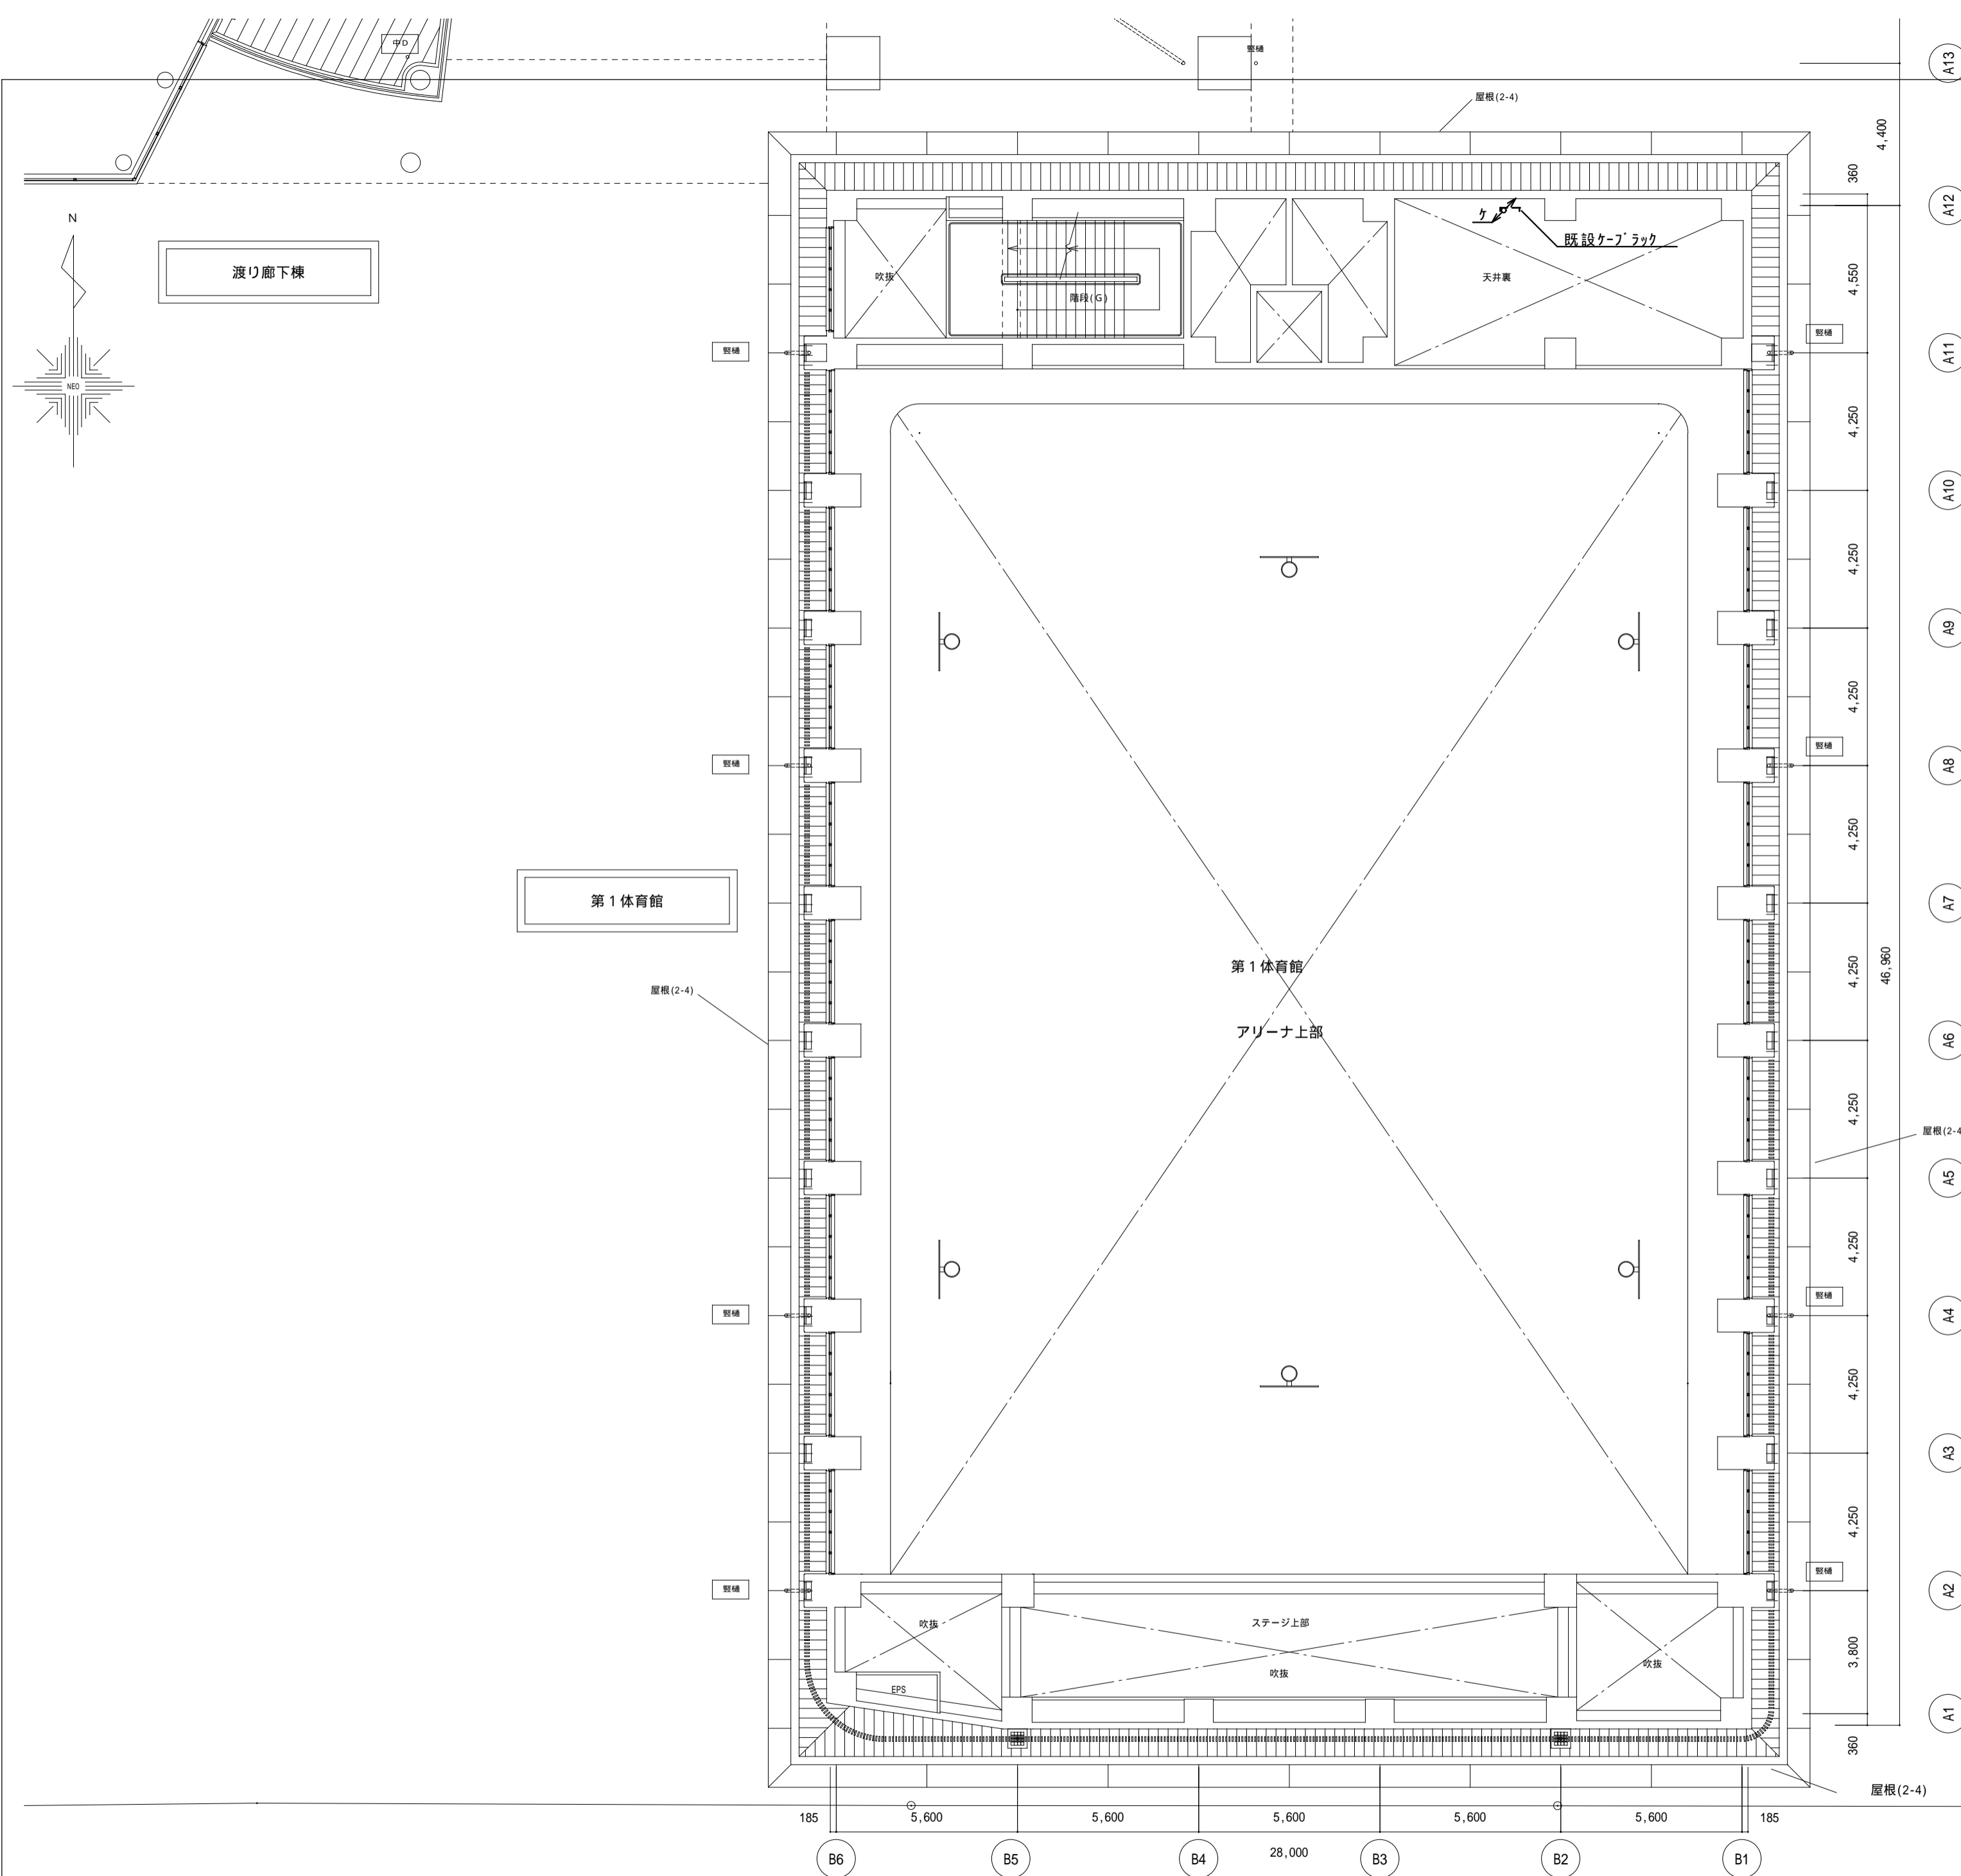 中D
竪樋
A13
屋根(2-4)
4,400
360
A12
N
渡り廊下棟
ケ
既設ｹｰﾌﾞﾗｯｸ
吹抜
階段(G)
天井裏
4,550
竪樋
竪樋
A11
NEO
4,250
A10
4,250
A9
4,250
竪樋
竪樋
A8
4,250
第1体育館
A7
第1体育館
4,250
46,960
屋根(2-4)
アリーナ上部
A6
4,250
屋根(2-4
A5
4,250
竪樋
竪樋
A4
4,250
A3
4,250
竪樋
竪樋
A2
吹抜
ステージ上部
3,800
吹抜
吹抜
EPS
A1
360
屋根(2-4)
185
5,600
5,600
5,600
5,600
5,600
185
28,000
B6
B5
B4
B3
B2
B1